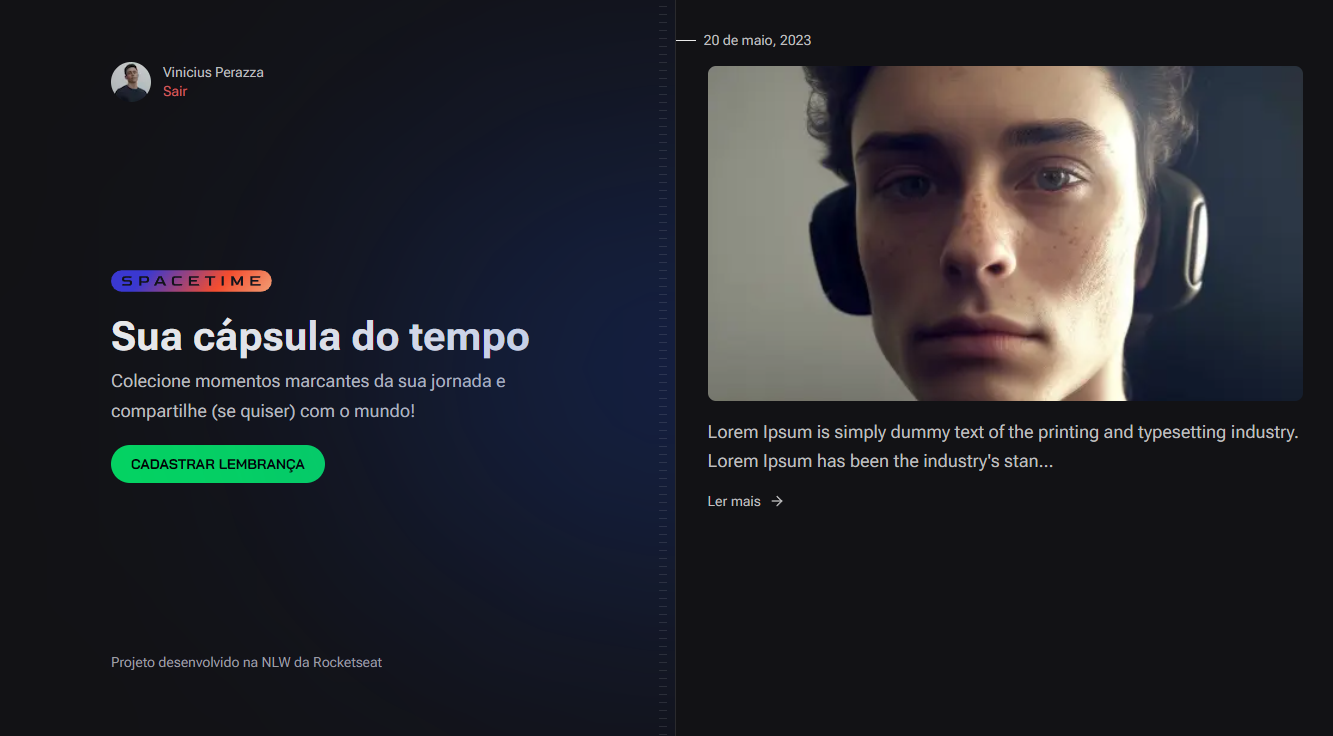 Vinicius Perazza
Sair
SPACETIME
Sua cápsula do tempo
Colecione momentos marcantes da sua jornada e
compartilhe (se quiser) com o mundo!
CADASTRAR LEMBRANÇA
Projeto desenvolvido na NLW da Rocketseat
20 de maio, 2023
Lorem Ipsum is simply dummy text of the printing and typesetting industry.
Lorem Ipsum has been the industry's stan...
Ler mais →